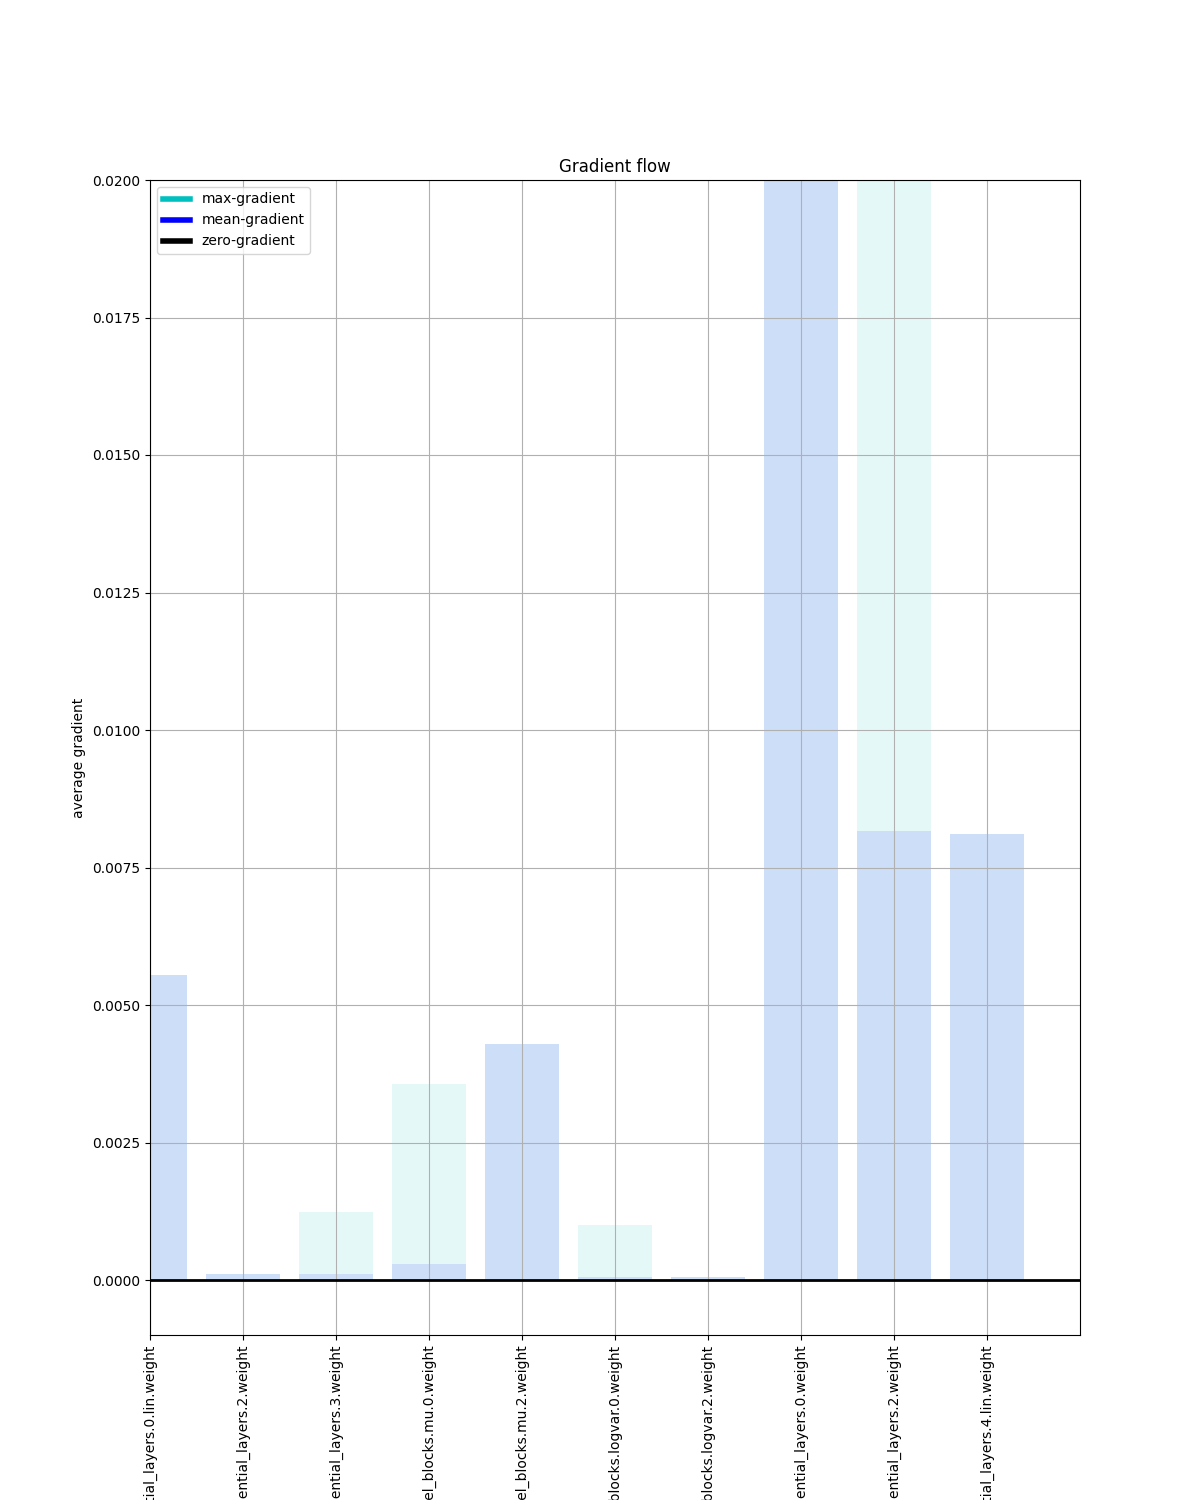 Gradient flow
max-gradient
mean-gradient
zero-gradient
0.0200
0.0175
0.0150
0.0125
0.0100
0.0075
0.0050
0.0025
0.0000
average gradient
tial_layers.0.lin.weight
ential_layers.2.weight
ential_layers.3.weight
el_blocks.mu.0.weight
el_blocks.mu.2.weight
blocks.logvar.0.weight
blocks.logvar.2.weight
ential_layers.0.weight
ential_layers.2.weight
tial_layers.4.lin.weight